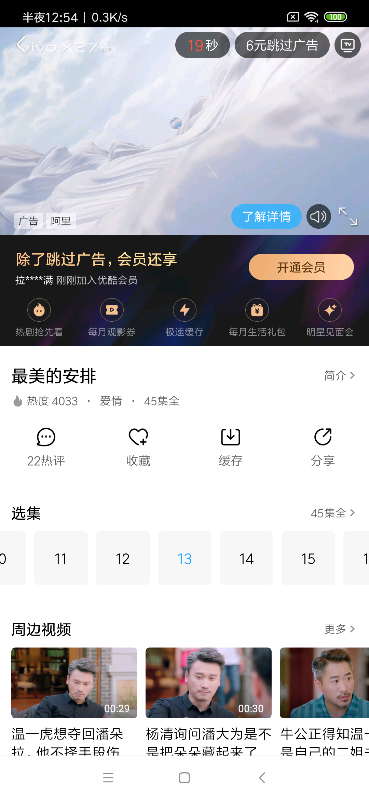 半夜12:54 | 0.3K/s
100
vivo
19秒
6元跳过广告
TV
广告
阿里
了解详情
除了跳过广告，会员还享
拉****满 刚刚加入优酷会员
开通会员
热剧抢先看
每月观影券
极速缓存
每月生活礼包
明星见面会
最美的安排
简介 >
热度 4033 · 爱情 · 45集全
22热评
收藏
缓存
分享
选集
45集全 >
0
11
12
13
14
15
1
周边视频
更多 >
00:29
00:30
温一虎想夺回潘朵
拉，他不择手段伤
杨清询问潘大为是不
是把朵朵藏起来了
牛公正得知温一
是自己的二姐夫